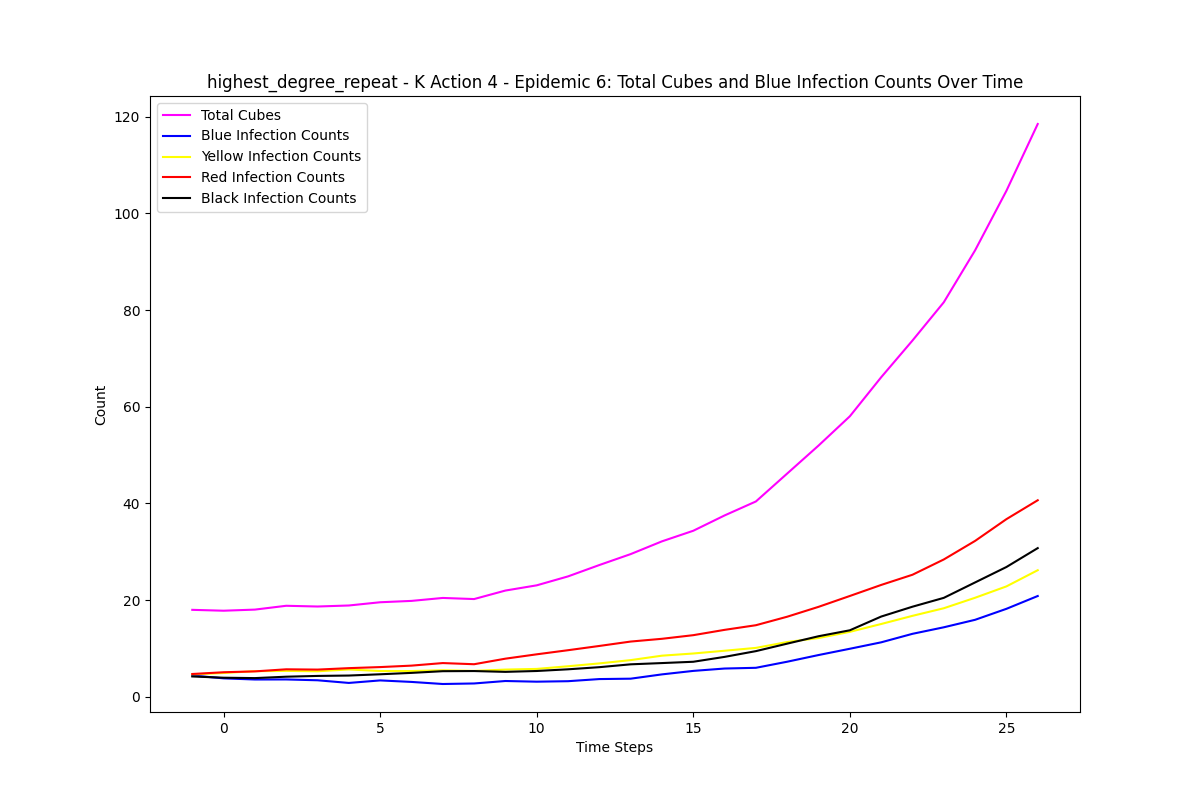 highest_degree_repeat - K Action 4 - Epidemic 6: Total Cubes and Blue Infection Counts Over Time
Total Cubes
Blue Infection Counts
Yellow Infection Counts
Red Infection Counts
Black Infection Counts
120
100
80
60
40
20
0
Count
0 5 10 15 20 25
Time Steps